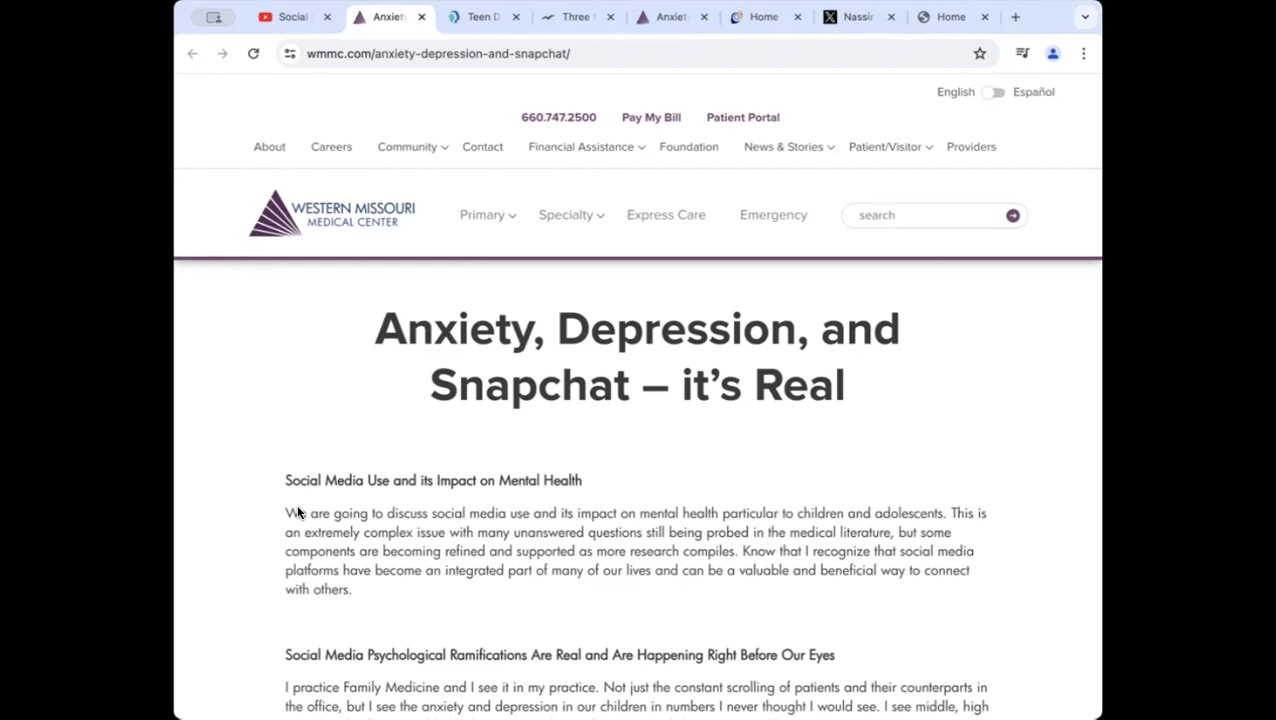 Social Anxiety Teen D Three Anxiety Home Nassir Home
wmmc.com/anxiety-depression-and-snapchat/
English Español
660.747.2500 Pay My Bill Patient Portal
About Careers Community Contact Financial Assistance Foundation News & Stories Patient/Visitor Providers
WESTERN MISSOURI
MEDICAL CENTER
Primary Specialty Express Care Emergency search
Anxiety, Depression, and
Snapchat – it's Real
Social Media Use and its Impact on Mental Health
We are going to discuss social media use and its impact on mental health particular to children and adolescents. This is
an extremely complex issue with many unanswered questions still being probed in the medical literature, but some
components are becoming refined and supported as more research compiles. Know that I recognize that social media
platforms have become an integrated part of many of our lives and can be a valuable and beneficial way to connect
with others.
Social Media Psychological Ramifications Are Real and Are Happening Right Before Our Eyes
I practice Family Medicine and I see it in my practice. Not just the constant scrolling of patients and their counterparts in
the office, but I see the anxiety and depression in our children in numbers I never thought I would see. I see middle, high